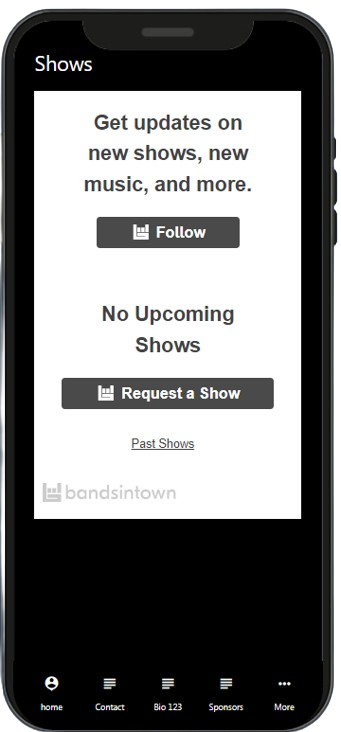 Shows
Get updates on
new shows, new
music, and more.
Follow
No Upcoming
Shows
Request a Show
Past Shows
bandsintown
home
Contact
Bio 123
Sponsors
More